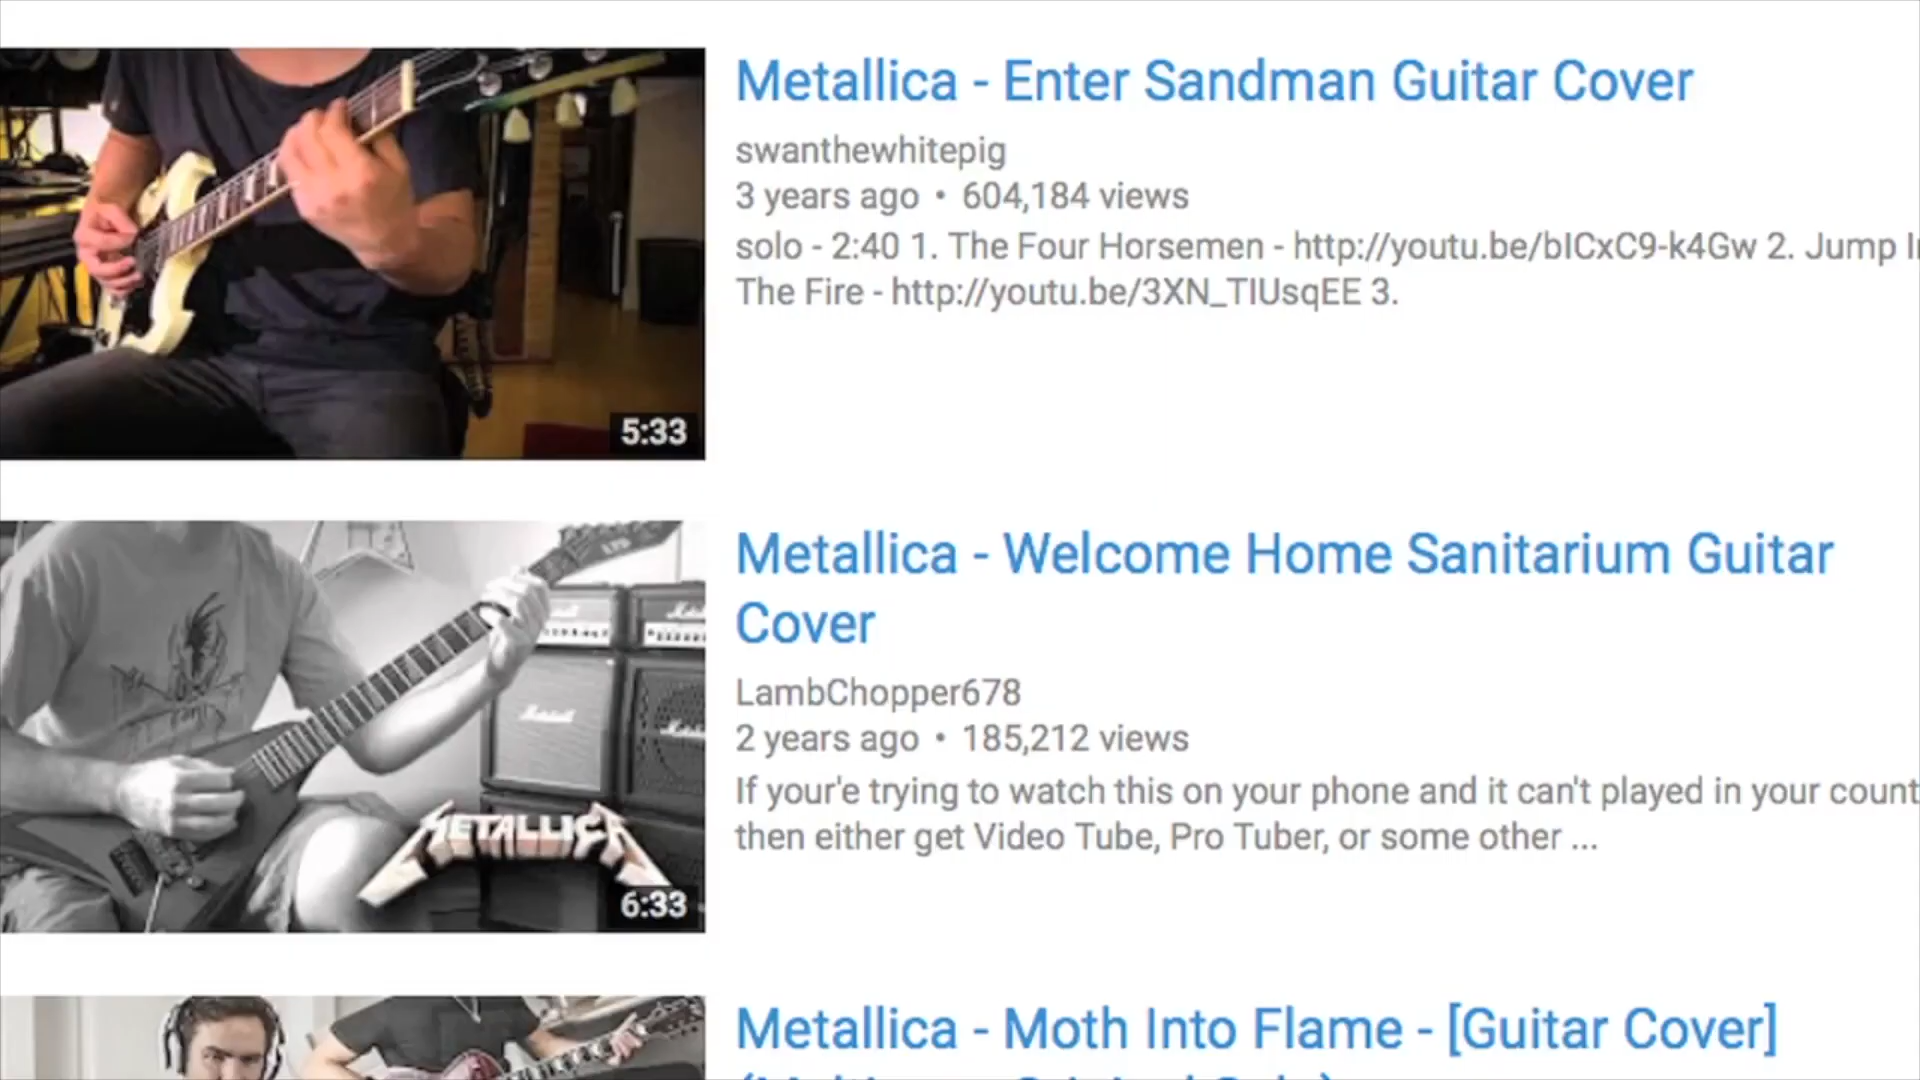 Metallica - Enter Sandman Guitar Cover
swanthewhitepig
3 years ago • 604,184 views
solo - 2:40 1. The Four Horsemen - http://youtu.be/bICxC9-k4Gw 2. Jump
The Fire - http://youtu.be/3XN_TIUsqEE 3.
5:33
Metallica - Welcome Home Sanitarium Guitar
Cover
LambChopper678
2 years ago • 185,212 views
If your'e trying to watch this on your phone and it can't played in your
then either get Video Tube, Pro Tuber, or some other ...
Marshall
METALLICA
6:33
Metallica - Moth Into Flame - [Guitar Cover]